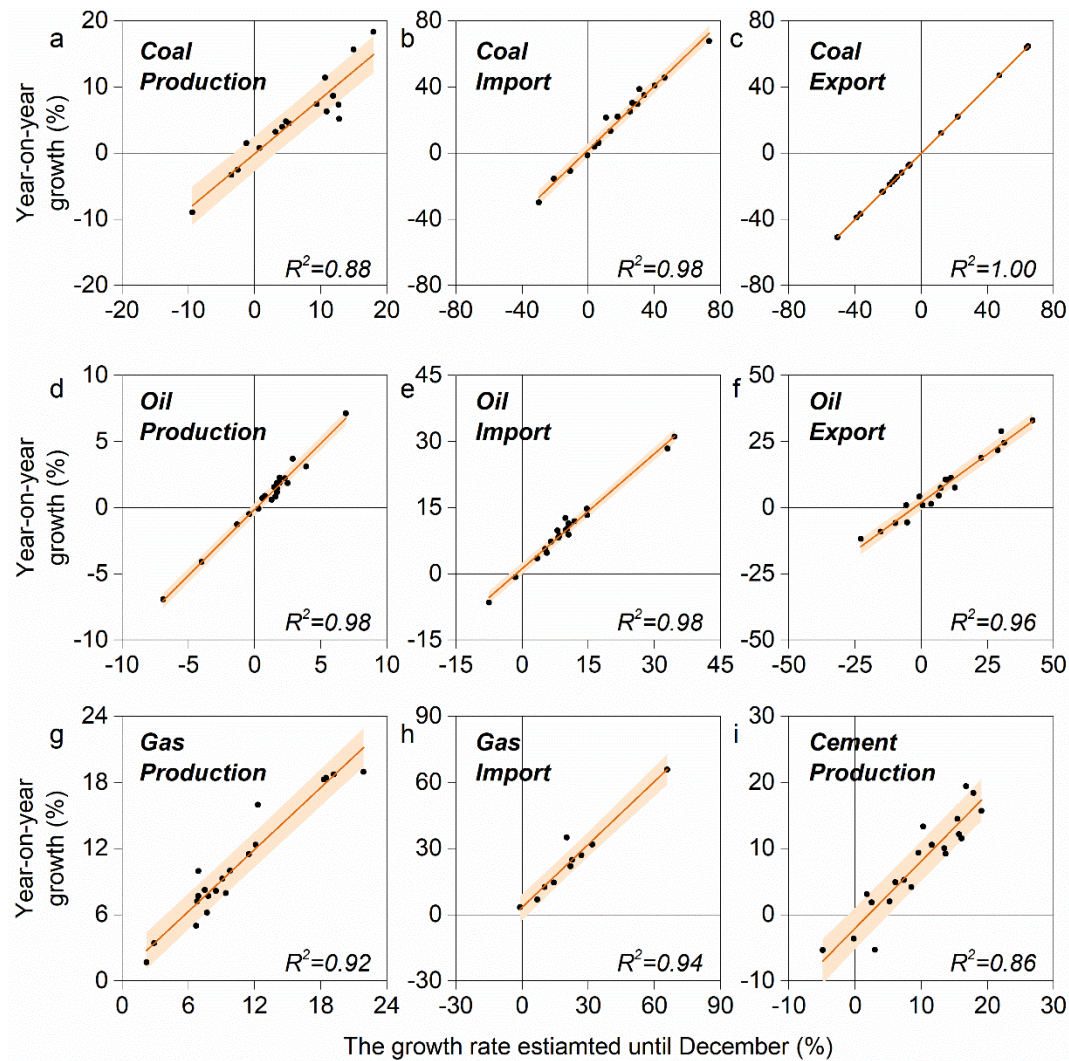 a
Coal
Production
Year-on-year
growth (%)
20
10
0
-10
-20
R²=0.88
-20 -10 0 10 20
b
Coal
Import
80
40
0
-40
-80
R²=0.98
-80 -40 0 40 80
c
Coal
Export
80
40
0
-40
-80
R²=1.00
-80 -40 0 40 80
d
Oil
Production
Year-on-year
growth (%)
10
5
0
-5
-10
R²=0.98
-10 -5 0 5 10
e
Oil
Import
45
30
15
0
-15
R²=0.98
-15 0 15 30 45
f
Oil
Export
50
25
0
-25
-50
R²=0.96
-50 -25 0 25 50
g
Gas
Production
Year-on-year
growth (%)
24
18
12
6
0
R²=0.92
0 6 12 18 24
h
Gas
Import
90
60
30
0
-30
R²=0.94
-30 0 30 60 90
i
Cement
Production
30
20
10
0
-10
R²=0.86
-10 0 10 20 30
The growth rate estiamted until December (%)